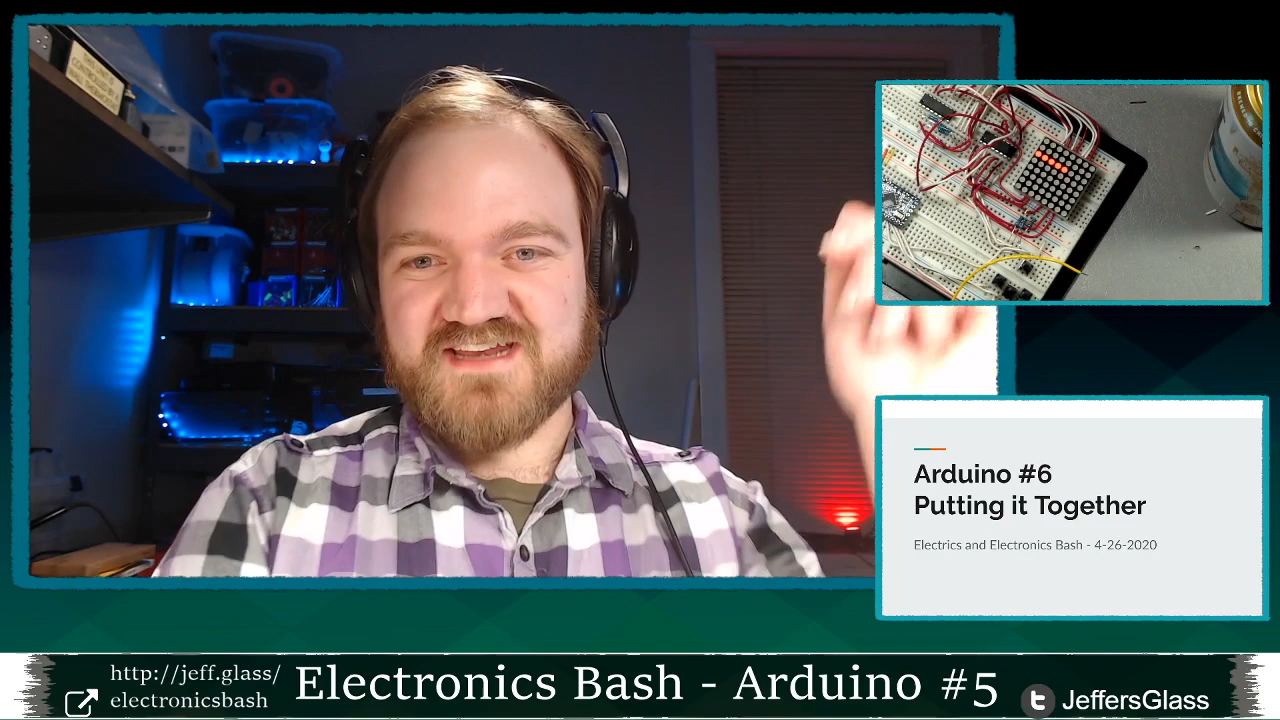 Arduino #6
Putting it Together
Electrics and Electronics Bash - 4-26-2020
http://jeff.glass/
electronicsbash
Electronics Bash - Arduino #5
JeffersGlass